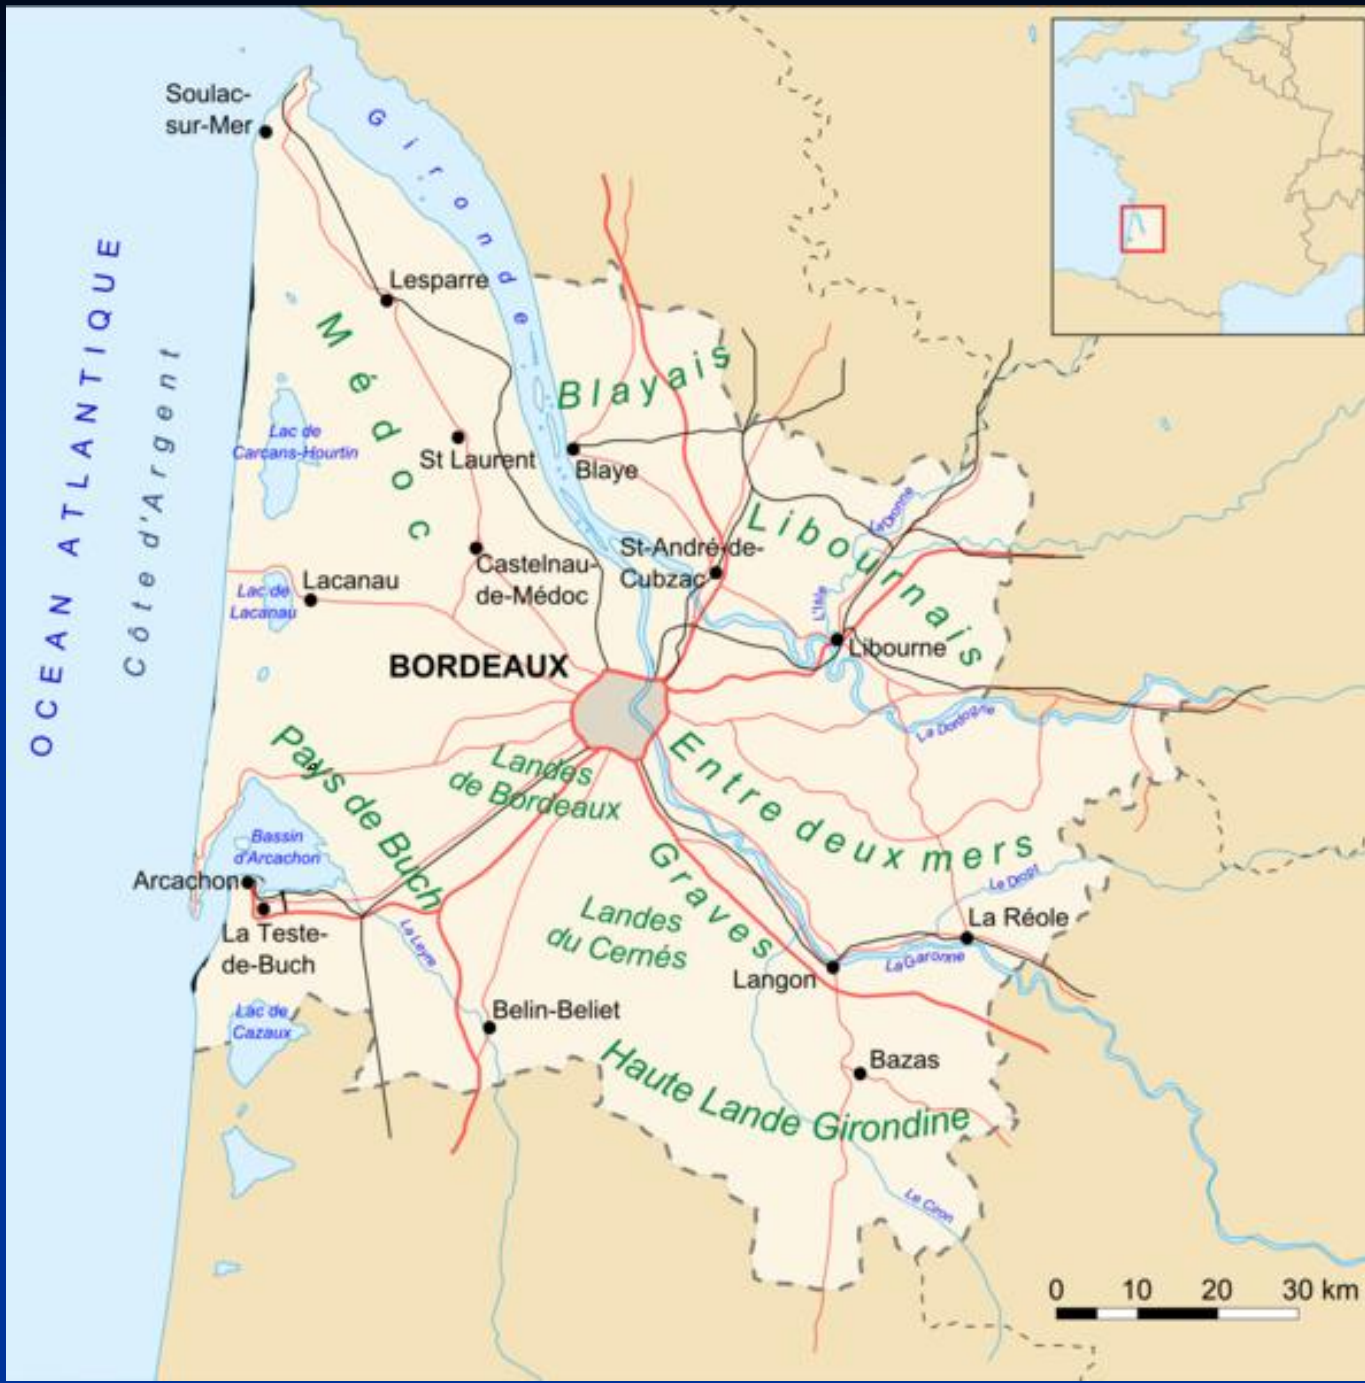 Soulac-
sur-Mer
Gironde
OCEAN ATLANTIQUE
Côte d'Argent
Lesparre
Médoc
Blayais
Lac de
Carcans-Hourtin
St Laurent
Blaye
La Dronne
Libournais
St-André-de-
Cubzac
Castelnau-
de-Médoc
Lacanau
Lac de
Lacanau
L'Isle
Libourne
BORDEAUX
La Dordogne
Pays de Buch
Landes
de Bordeaux
Entre deux mers
Bassin
d'Arcachon
Graves
Arcachon
Le Dropt
Landes
du Cernés
La Réole
La Teste-
de-Buch
La Leyre
La Garonne
Langon
Lac de
Cazaux
Belin-Beliet
Bazas
Haute Lande Girondine
Le Ciron
0 10 20 30 km